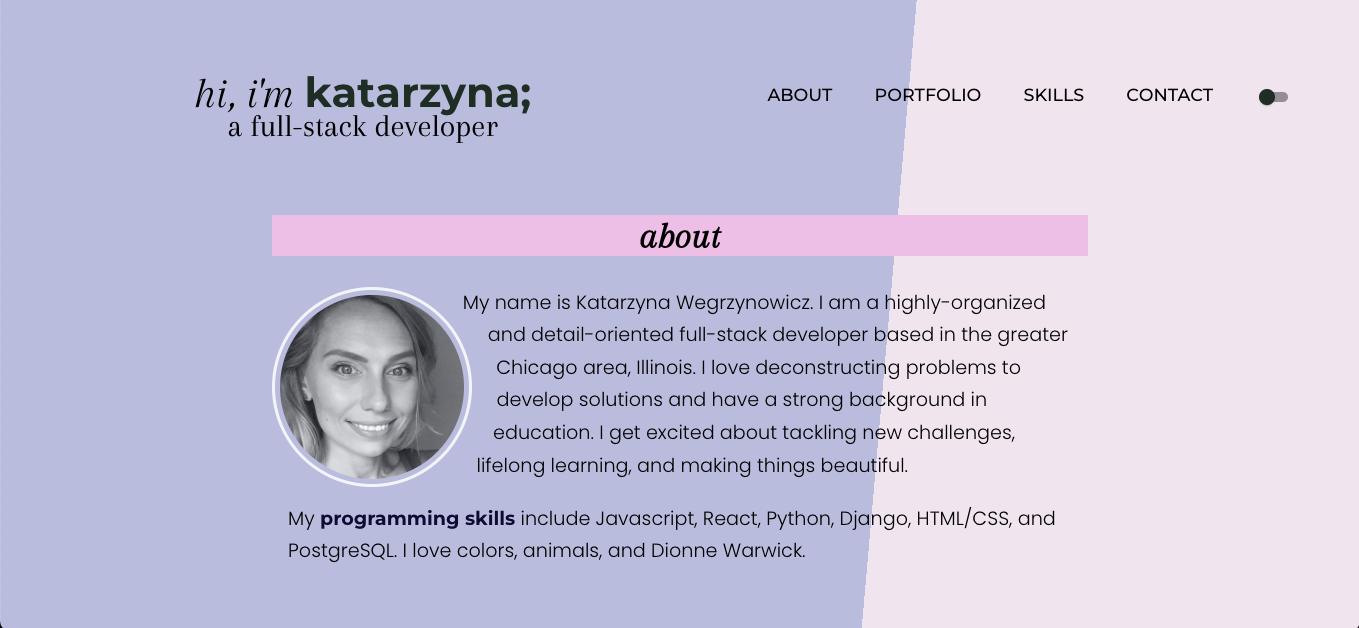 hi, i'm katarzyna;
a full-stack developer
ABOUT PORTFOLIO SKILLS CONTACT
about
My name is Katarzyna Wegrzynowicz. I am a highly-organized
and detail-oriented full-stack developer based in the greater
Chicago area, Illinois. I love deconstructing problems to
develop solutions and have a strong background in
education. I get excited about tackling new challenges,
lifelong learning, and making things beautiful.
My programming skills include Javascript, React, Python, Django, HTML/CSS, and
PostgreSQL. I love colors, animals, and Dionne Warwick.